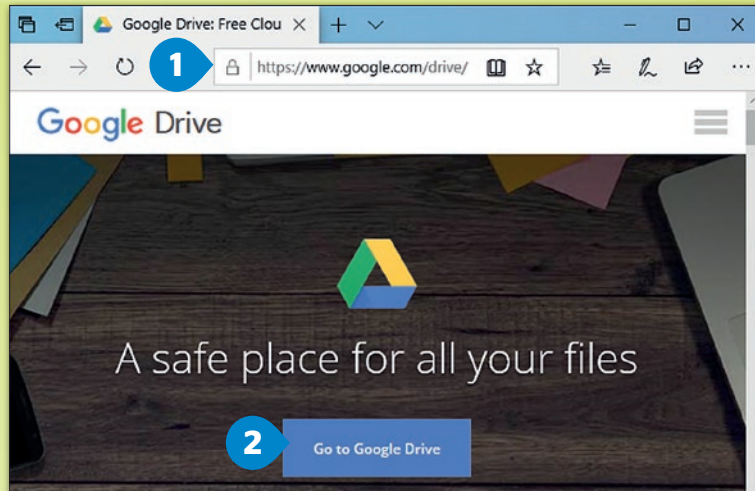 Google Drive: Free Clou
1
https://www.google.com/drive/
Google Drive
A safe place for all your files
2
Go to Google Drive